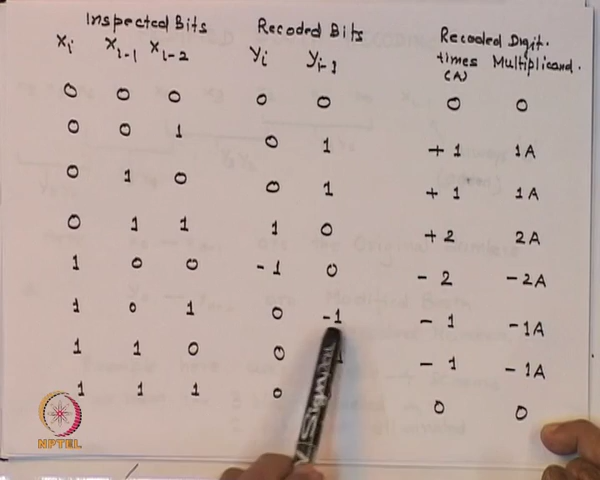 Inspected Bits Recoded Bits Recoded Digit.
Xi Xi-1 Xi-2 Yi Yi-1 times Multiplicand.
(A)
0 0 0 0 0 0 0
0 0 1 0 1 +1 1A
0 1 0 0 1 +1 1A
0 1 1 1 0 +2 2A
1 0 0 -1 0 -2 -2A
1 0 1 0 -1 -1 -1A
1 1 0 0 1 -1 -1A
1 1 1 0 0 0
NPTEL